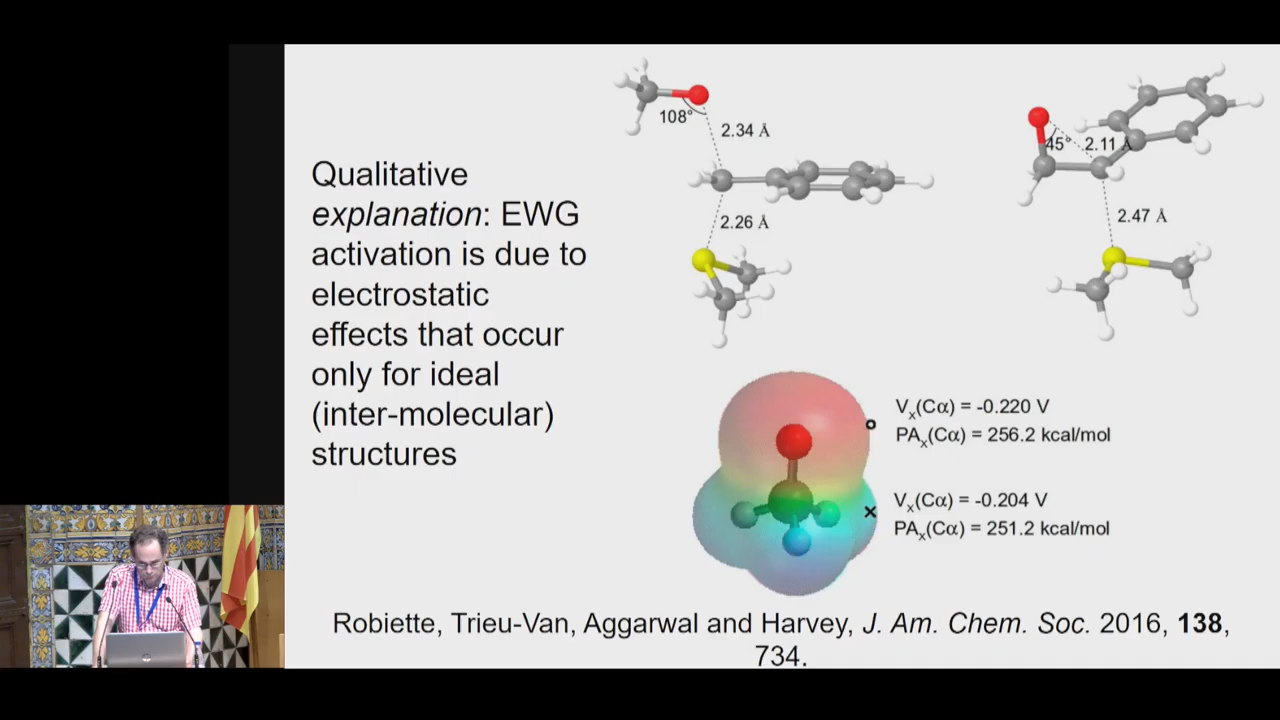 Qualitative
explanation: EWG
activation is due to
electrostatic
effects that occur
only for ideal
(inter-molecular)
structures
108°
2.34 Å
2.26 Å
45°
2.11 Å
2.47 Å
Vx(Cα) = -0.220 V
PAx(Cα) = 256.2 kcal/mol
Vx(Cα) = -0.204 V
PAx(Cα) = 251.2 kcal/mol
Robiette, Trieu-Van, Aggarwal and Harvey, J. Am. Chem. Soc. 2016, 138,
734.